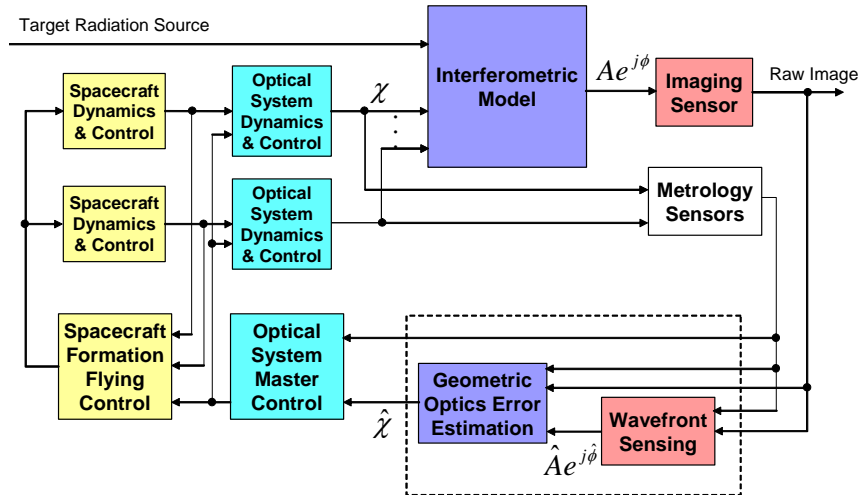 Target Radiation Source
Spacecraft
Dynamics
& Control
Optical
System
Dynamics
& Control
χ
Interferometric
Model
Ae^{jϕ}
Imaging
Sensor
Raw Image
Spacecraft
Dynamics
& Control
Optical
System
Dynamics
& Control
Metrology
Sensors
Spacecraft
Formation
Flying
Control
Optical
System
Master
Control
χ̂
Geometric
Optics Error
Estimation
Âe^{jϕ̂}
Wavefront
Sensing